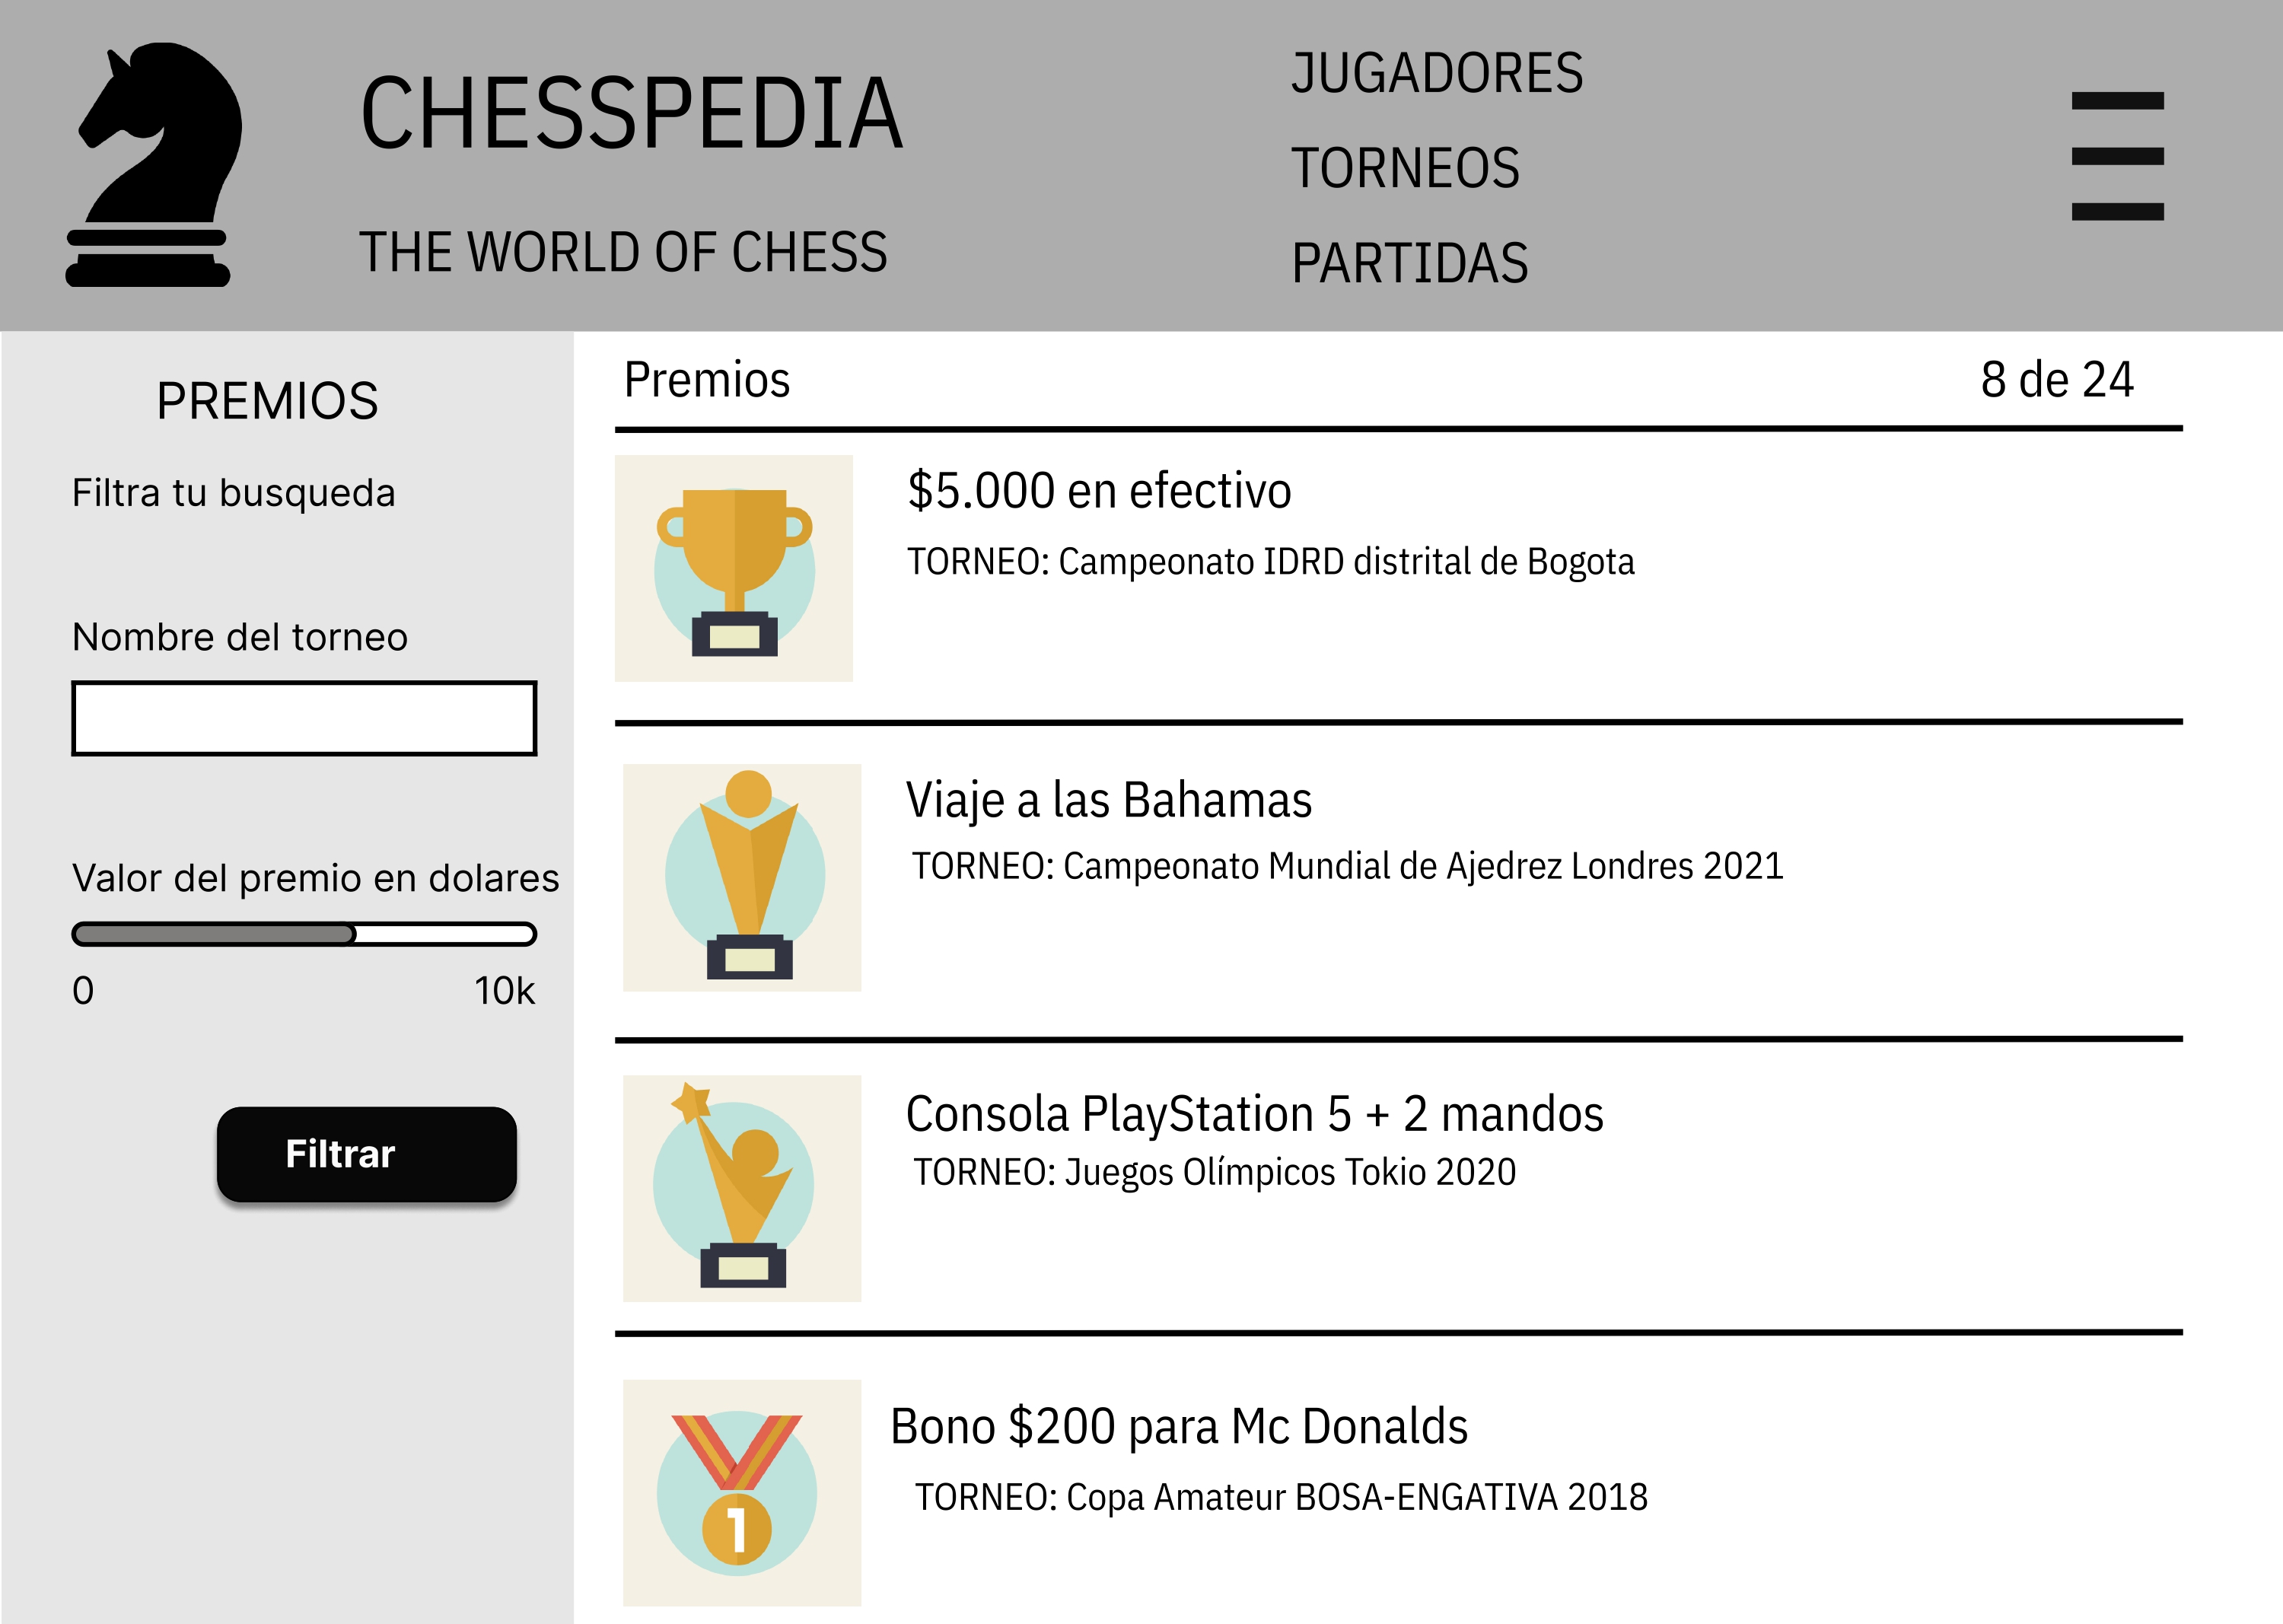 CHESSPEDIA
THE WORLD OF CHESS
JUGADORES
TORNEOS
PARTIDAS
PREMIOS
Filtra tu busqueda
Nombre del torneo
Valor del premio en dolares
0
10k
Filtrar
Premios
8 de 24
$5.000 en efectivo
TORNEO: Campeonato IDRD distrital de Bogota
Viaje a las Bahamas
TORNEO: Campeonato Mundial de Ajedrez Londres 2021
Consola PlayStation 5 + 2 mandos
TORNEO: Juegos Olímpicos Tokio 2020
Bono $200 para Mc Donalds
TORNEO: Copa Amateur BOSA-ENGATIVA 2018
1